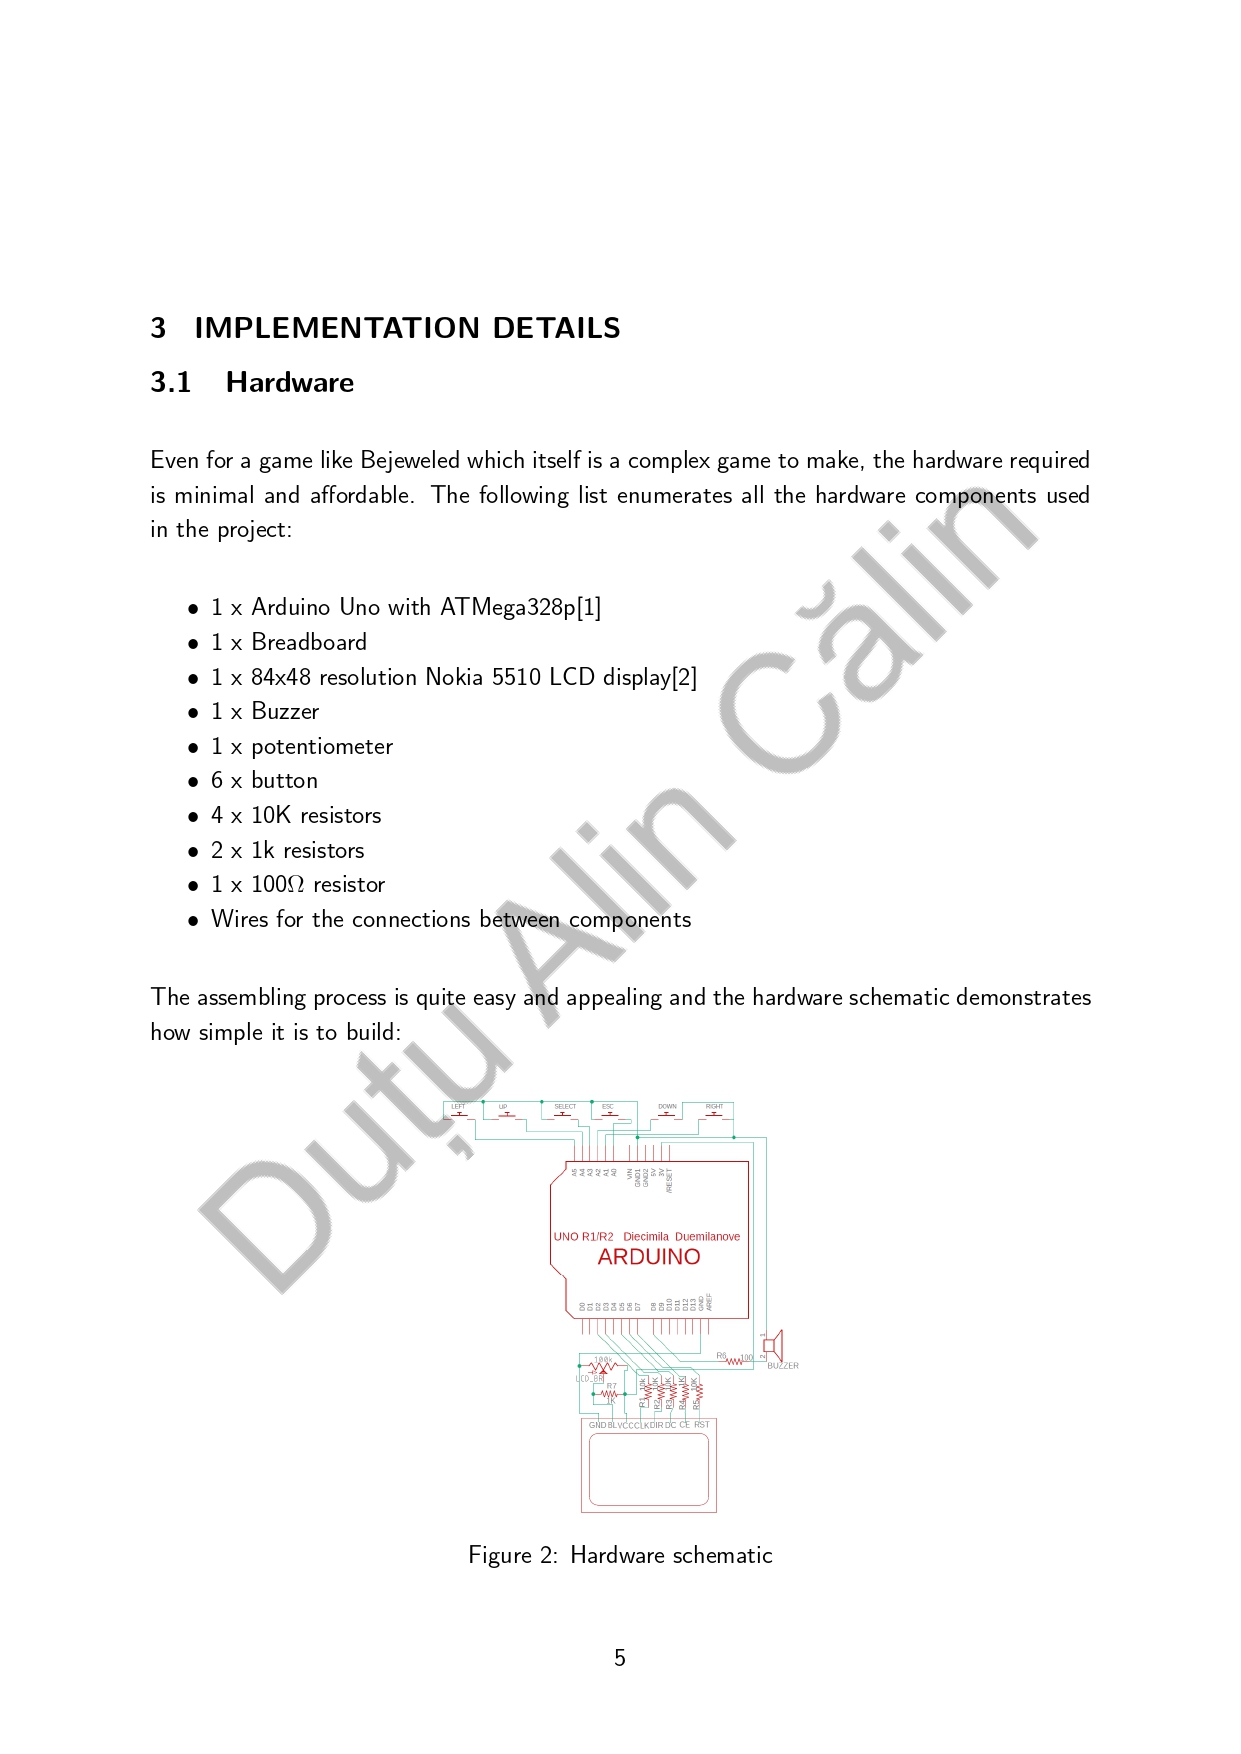 3 IMPLEMENTATION DETAILS
3.1 Hardware
Even for a game like Bejeweled which itself is a complex game to make, the hardware required
is minimal and affordable. The following list enumerates all the hardware components used
in the project:
• 1 x Arduino Uno with ATMega328p[1]
• 1 x Breadboard
• 1 x 84x48 resolution Nokia 5510 LCD display[2]
• 1 x Buzzer
• 1 x potentiometer
• 6 x button
• 4 x 10K resistors
• 2 x 1k resistors
• 1 x 100Ω resistor
• Wires for the connections between components
The assembling process is quite easy and appealing and the hardware schematic demonstrates
how simple it is to build:
Duțu Alin Călin
LEFT UP SELECT ESC DOWN RIGHT
A5 A4 A3 A2 A1 A0 VIN GND1 GND2 5V 3V /RESET
UNO R1/R2 Diecimila Duemilanove
ARDUINO
D0 D1 D2 D3 D4 D5 D6 D7 D8 D9 D10 D11 D12 D13 GND AREF
1
2
BUZZER
R6 100
100k
LCD_BR
R7
1K
R1 10k R2 10K R3 10K R4 1K R5 10K
GND BL VCC CLK DIR DC CE RST
Figure 2: Hardware schematic
5